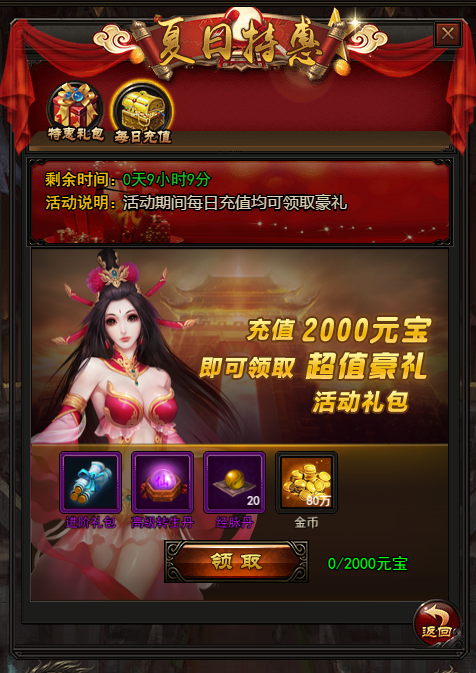 夏日特惠
特惠礼包
每日充值
剩余时间：0天9小时9分
活动说明：活动期间每日充值均可领取豪礼
充值 2000元宝
即可领取 超值豪礼
活动礼包
20
80万
进阶礼包
高级转生丹
经脉丹
金币
领取
0/2000元宝
返回